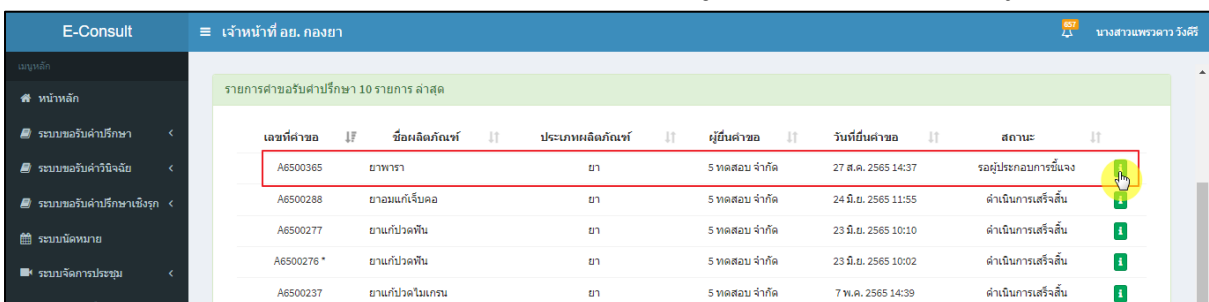 E-Consult
เจ้าหน้าที่ อย. กองยา
657
นางสาวแพรวดาว วังคีรี
เมนูหลัก
หน้าหลัก
ระบบขอรับคำปรึกษา
ระบบขอรับคำวินิจฉัย
ระบบขอรับคำปรึกษาเชิงรุก
ระบบนัดหมาย
ระบบจัดการประชุม
รายการคำขอรับคำปรึกษา 10 รายการ ล่าสุด
เลขที่คำขอ ชื่อผลิตภัณฑ์ ประเภทผลิตภัณฑ์ ผู้ยื่นคำขอ วันที่ยื่นคำขอ สถานะ
A6500365 ยาพารา ยา 5 ทดสอบ จำกัด 27 ส.ค. 2565 14:37 รอผู้ประกอบการชี้แจง
A6500288 ยาอมแก้เจ็บคอ ยา 5 ทดสอบ จำกัด 24 มิ.ย. 2565 11:55 ดำเนินการเสร็จสิ้น
A6500277 ยาแก้ปวดฟัน ยา 5 ทดสอบ จำกัด 23 มิ.ย. 2565 10:10 ดำเนินการเสร็จสิ้น
A6500276 * ยาแก้ปวดฟัน ยา 5 ทดสอบ จำกัด 23 มิ.ย. 2565 10:02 ดำเนินการเสร็จสิ้น
A6500237 ยาแก้ปวดไมเกรน ยา 5 ทดสอบ จำกัด 7 พ.ค. 2565 14:39 ดำเนินการเสร็จสิ้น